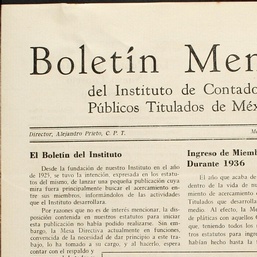 Boletín Men
del Instituto de Contado
Públicos Titulados de Méx
Director, Alejandro Prieto, C. P. T.
El Boletín del Instituto
Desde la fundación de nuestro Instituto en el año
de 1923, se tuvo la intención, expresada en los estatu-
tos del mismo, de lanzar una pequeña publicación cuya
mira fuera principalmente buscar el acercamiento en-
tre sus miembros, informándolos de las actividades
que el Instituto desarrollara.
Por razones que no es de interés mencionar, la dis-
posición contenida en nuestros estatutos para iniciar
esta publicación no había podido realizarse. Sin em-
bargo, la Mesa Directiva actualmente en funciones,
convencida de la necesidad de dar principio a este tra-
bajo, lo ha tomado a su cargo, y al hacerlo, espera
contar con el respaldo y
Ingreso de Miemb
Durante 1936
El año que acaba de
dentro de la vida de nu
mento de acercamiento d
Titulados que desarrolla
medio. Al efecto, la Me
de pláticas con aquellos
que, teniendo todos los
tros estatutos para ingres
habían hecho hasta la